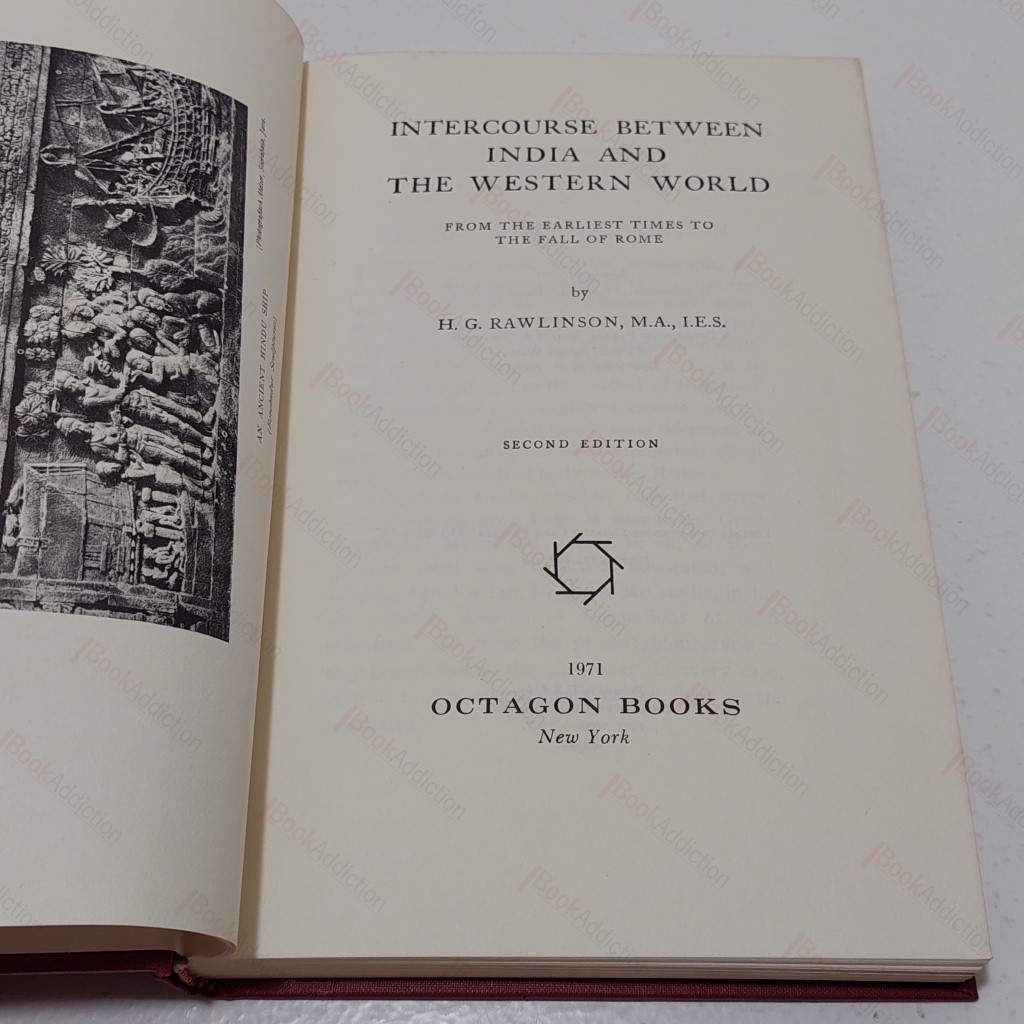 AN ANCIENT HINDU SHIP
INTERCOURSE BETWEEN
INDIA AND
THE WESTERN WORLD
FROM THE EARLIEST TIMES TO
THE FALL OF ROME
by
H. G. RAWLINSON, M.A., I.E.S.
SECOND EDITION
1971
OCTAGON BOOKS
New York
BookAddiction